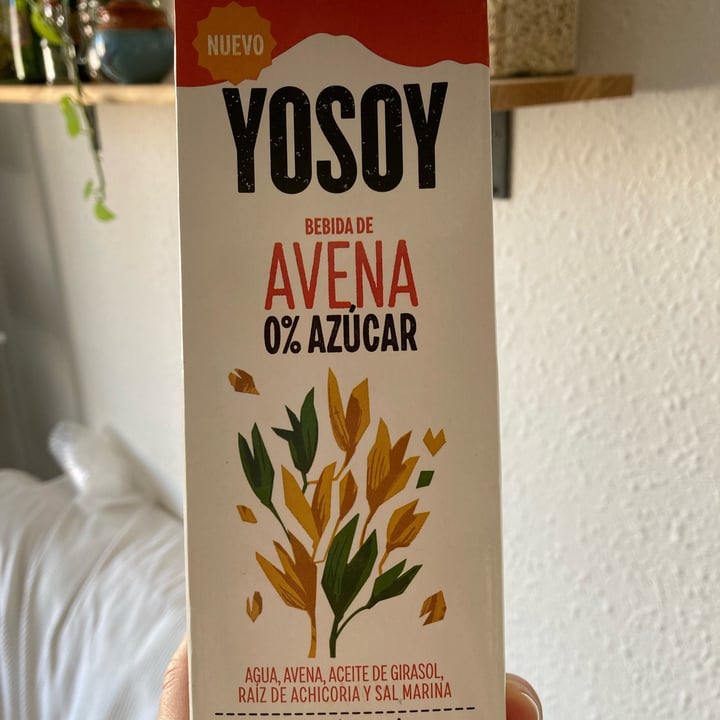 NUEVO
YOSOY
BEBIDA DE
AVENA
0% AZÚCAR
AGUA, AVENA, ACEITE DE GIRASOL,
RAÍZ DE ACHICORIA Y SAL MARINA